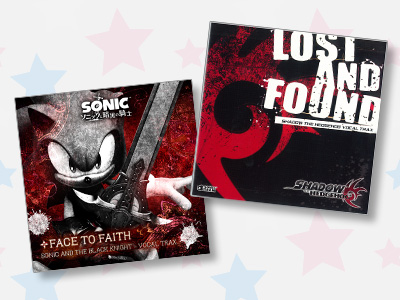 SONIC
ソニックと暗黒の騎士
FACE TO FAITH
SONIC AND THE BLACK KNIGHT VOCAL TRAX
LOST
AND
FOUND
SHADOW THE HEDGEHOG VOCAL TRAX
SHADOW
THE HEDGEHOG